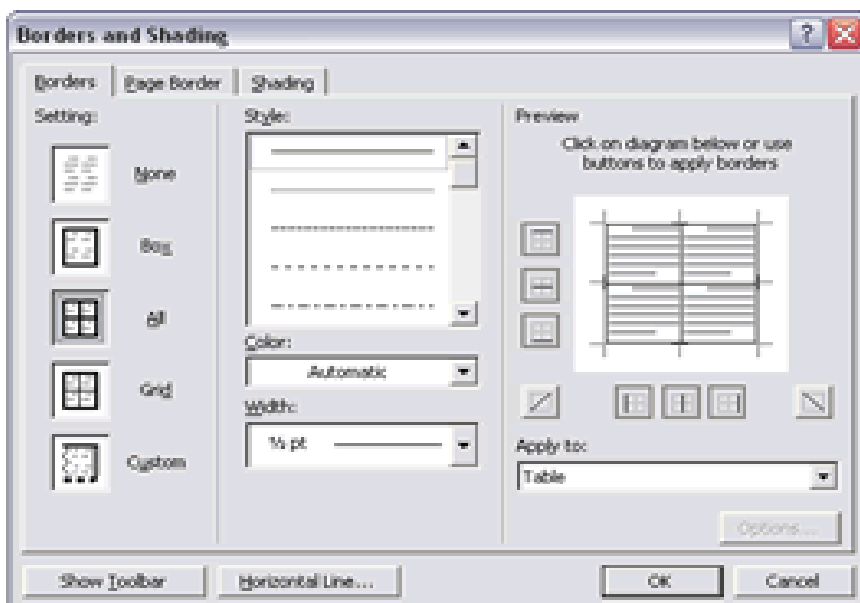 Borders and Shading
Borders
Page Border
Shading
Setting:
None
Box
All
Grid
Custom
Style:
Color:
Automatic
Width:
½ pt
Preview
Click on diagram below or use
buttons to apply borders
Apply to:
Table
Options...
Show Toolbar
Horizontal Line...
OK
Cancel